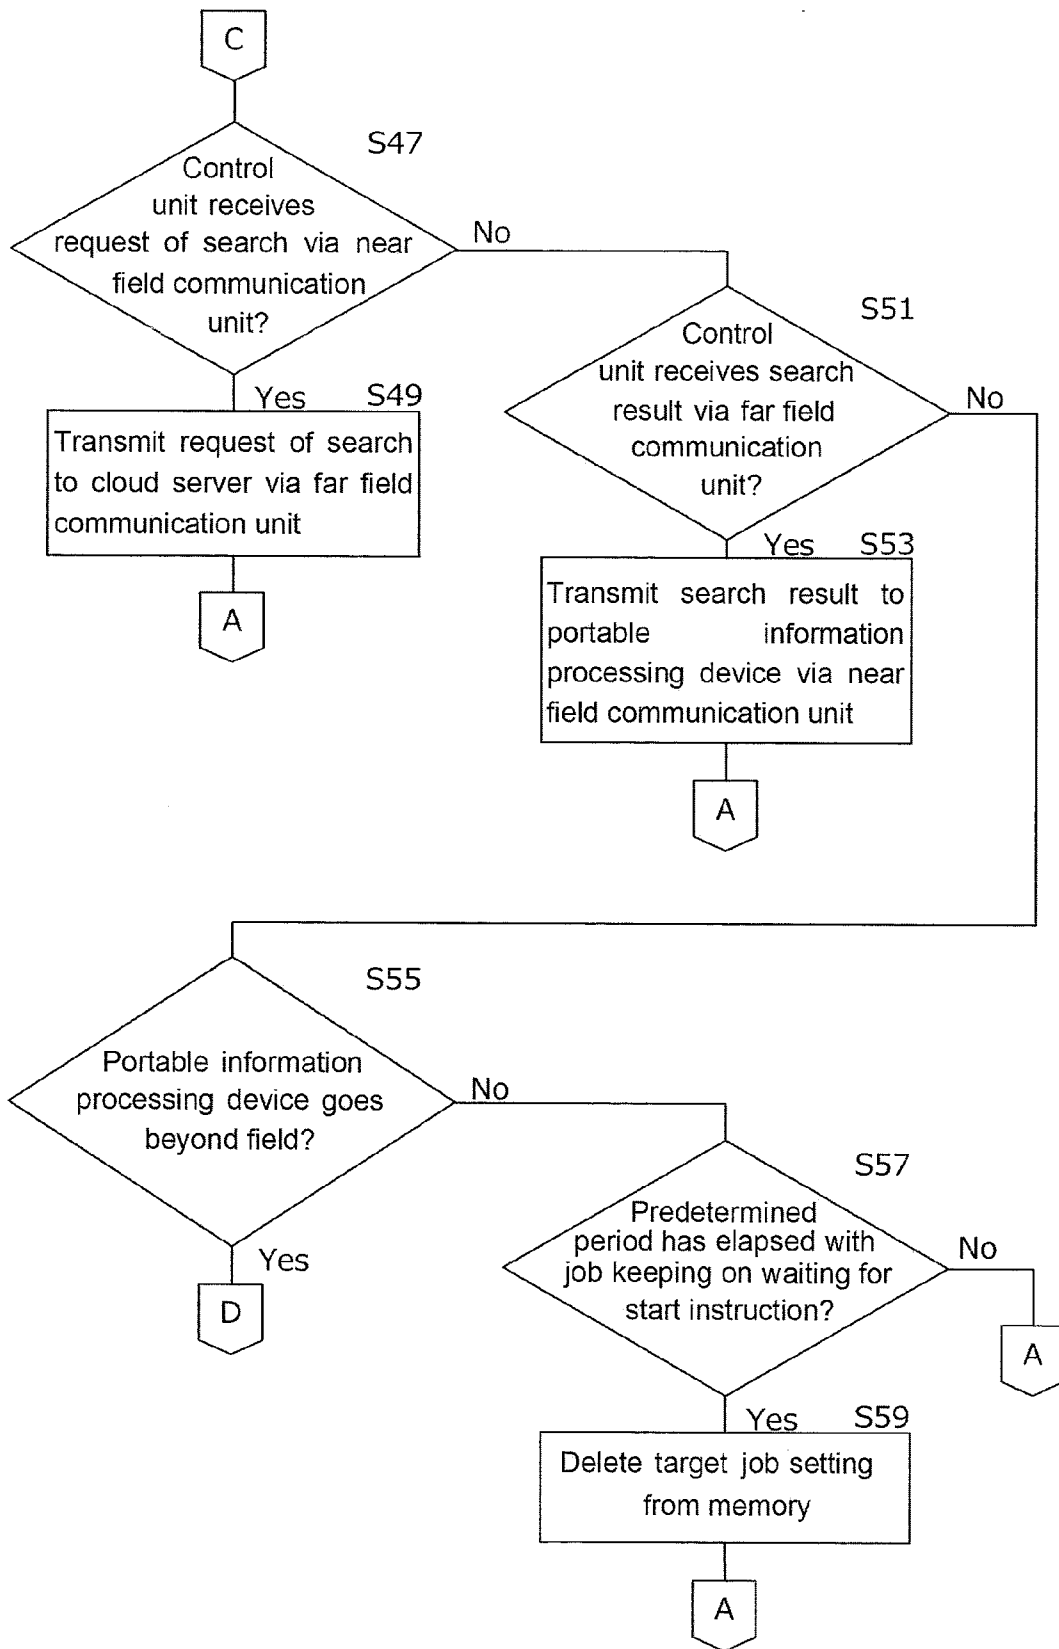 C
S47
Control
unit receives
request of search via near
field communication
unit?
No
Yes
S49
Transmit request of search
to cloud server via far field
communication unit
A
S51
Control
unit receives search
result via far field
communication
unit?
No
Yes
S53
Transmit search result to
portable information
processing device via near
field communication unit
A
S55
Portable information
processing device goes
beyond field?
No
Yes
D
S57
Predetermined
period has elapsed with
job keeping on waiting for
start instruction?
No
A
Yes
S59
Delete target job setting
from memory
A